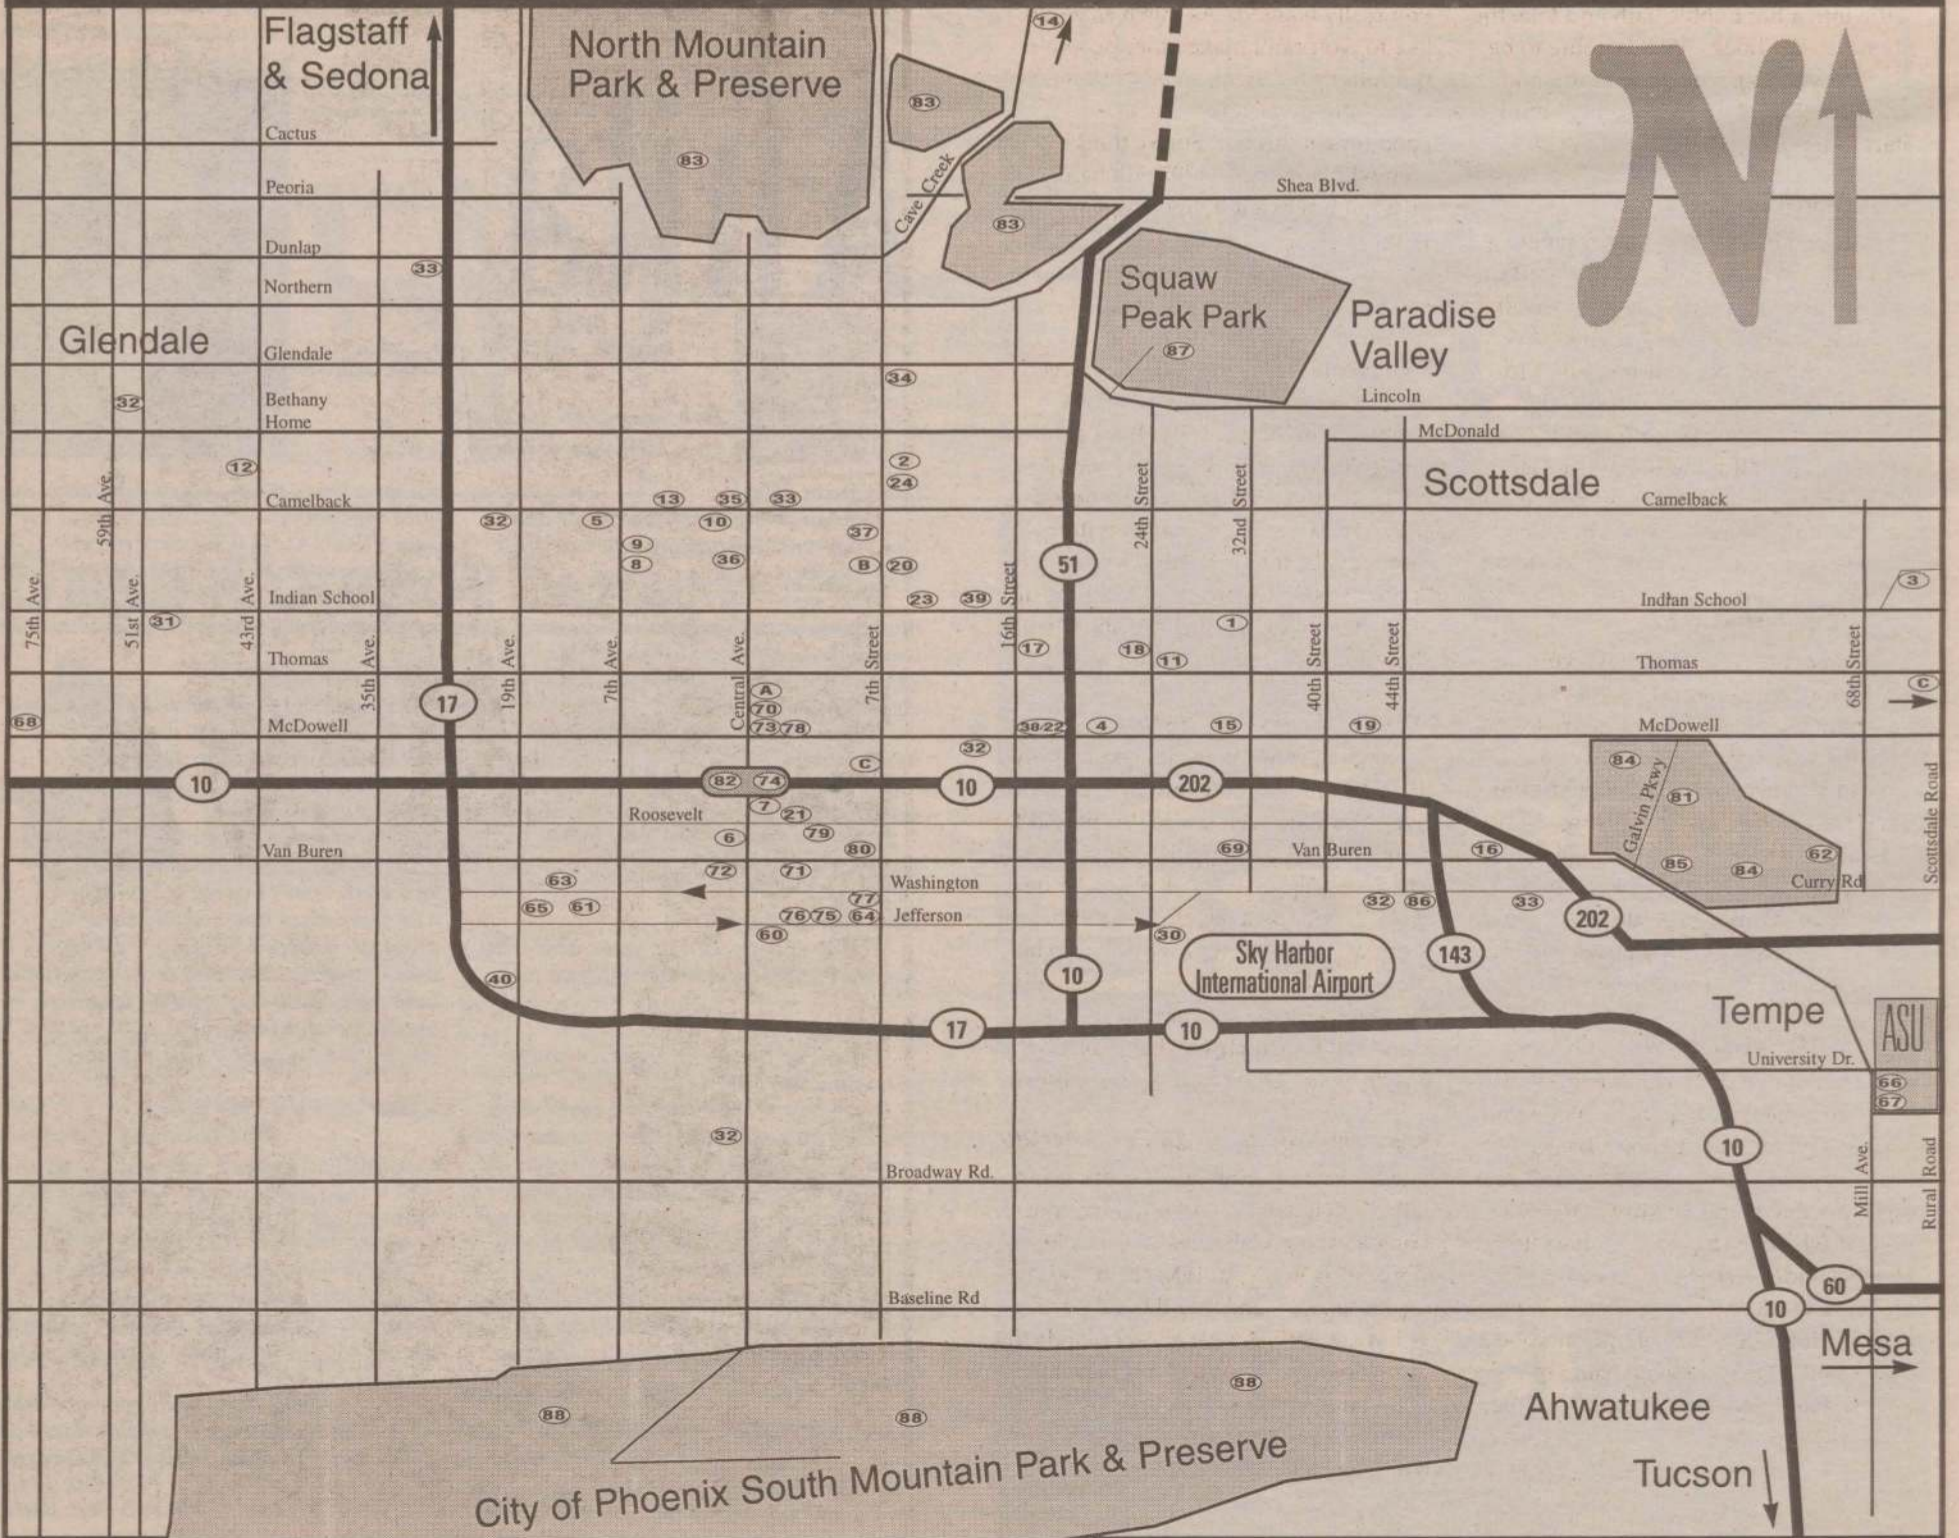 Flagstaff
& Sedona
North Mountain
Park & Preserve
14
N
83
Cactus
83
Cave Creek
Peoria
Shea Blvd.
83
Dunlap
33
Northern
Squaw
Peak Park
87
Paradise
Valley
Glendale
Glendale
34
Lincoln
32
Bethany
Home
McDonald
12
2
24
Scottsdale
Camelback
13
35
33
Camelback
59th Ave.
32
5
10
37
24th Street
32nd Street
9
8
36
B
20
51
3
75th Ave.
51st Ave.
43rd Ave.
Indian School
23
39
16th Street
Indian School
31
1
35th Ave.
19th Ave.
7th Ave.
Central Ave.
7th Street
17
18
11
40th Street
44th Street
68th Street
Thomas
Thomas
17
A
70
73
78
C
68
McDowell
38-22
4
15
19
McDowell
32
C
84
Galvin Pkwy
81
Scottsdale Road
10
82
74
10
202
7
21
Roosevelt
6
79
80
Van Buren
69
Van Buren
16
85
84
62
Curry Rd
72
71
63
Washington
65
61
77
76
75
64
Jefferson
32
86
33
202
60
30
Sky Harbor
International Airport
143
40
10
17
10
Tempe
ASU
University Dr.
66
67
32
10
Broadway Rd.
Mill Ave.
Rural Road
Baseline Rd
60
10
Mesa
88
88
88
Ahwatukee
City of Phoenix South Mountain Park & Preserve
Tucson